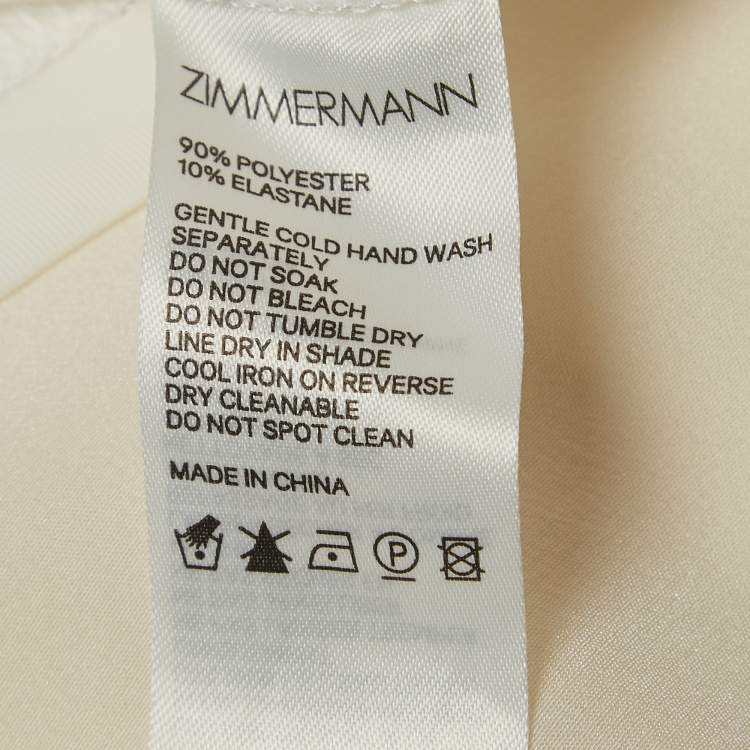 ZIMMERMANN
90% POLYESTER
10% ELASTANE
GENTLE COLD HAND WASH
SEPARATELY
DO NOT SOAK
DO NOT BLEACH
DO NOT TUMBLE DRY
LINE DRY IN SHADE
COOL IRON ON REVERSE
DRY CLEANABLE
DO NOT SPOT CLEAN
MADE IN CHINA
P